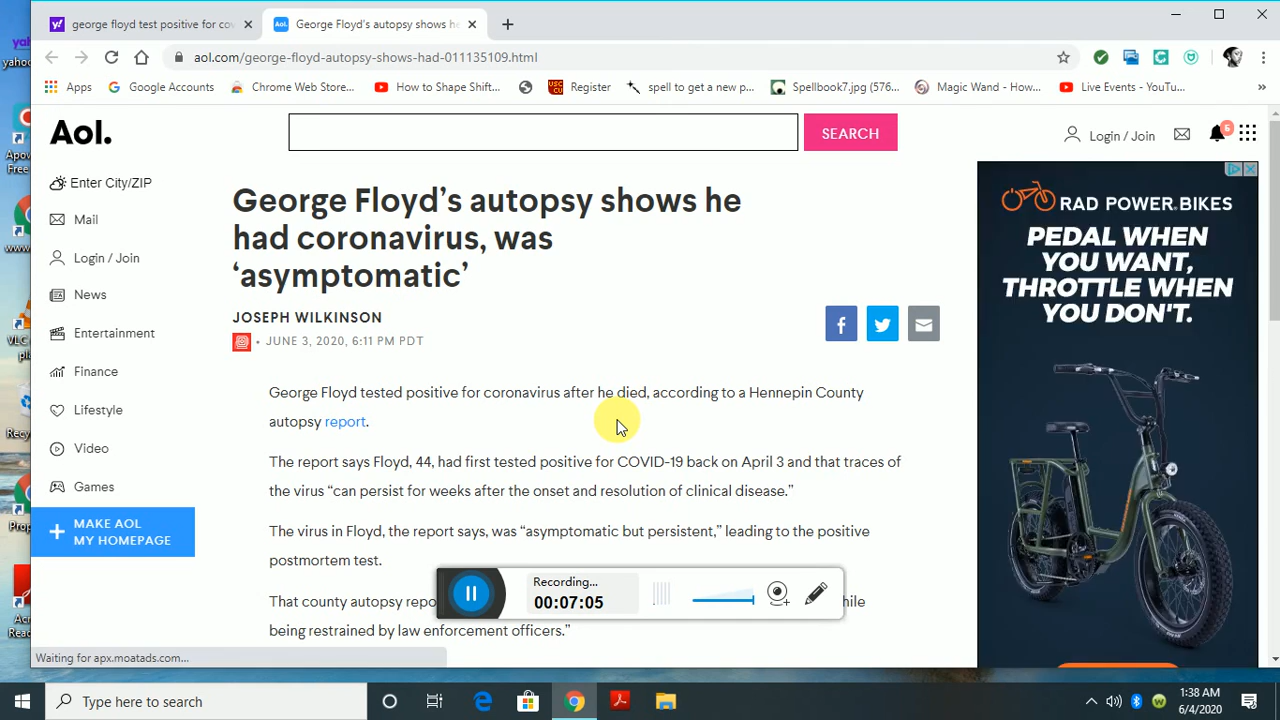 george floyd test positive for cov
George Floyd's autopsy shows he
aol.com/george-floyd-autopsy-shows-had-011135109.html
Apps
Google Accounts
Chrome Web Store...
How to Shape Shift...
Register
spell to get a new p...
Spellbook7.jpg (576...
Magic Wand - How...
Live Events - YouTu...
»
Aol.
SEARCH
Login / Join
6
Enter City/ZIP
Mail
Login / Join
News
Entertainment
Finance
Lifestyle
Video
Games
MAKE AOL
MY HOMEPAGE
George Floyd's autopsy shows he
had coronavirus, was
'asymptomatic'
JOSEPH WILKINSON
• JUNE 3, 2020, 6:11 PM PDT
George Floyd tested positive for coronavirus after he died, according to a Hennepin County
autopsy report.
The report says Floyd, 44, had first tested positive for COVID-19 back on April 3 and that traces of
the virus “can persist for weeks after the onset and resolution of clinical disease.”
The virus in Floyd, the report says, was “asymptomatic but persistent,” leading to the positive
postmortem test.
That county autopsy repo
being restrained by law enforcement officers.”
Recording...
00:07:05
RAD POWER BIKES
PEDAL WHEN
YOU WANT,
THROTTLE WHEN
YOU DON'T.
Waiting for apx.moatads.com...
Type here to search
1:38 AM
6/4/2020